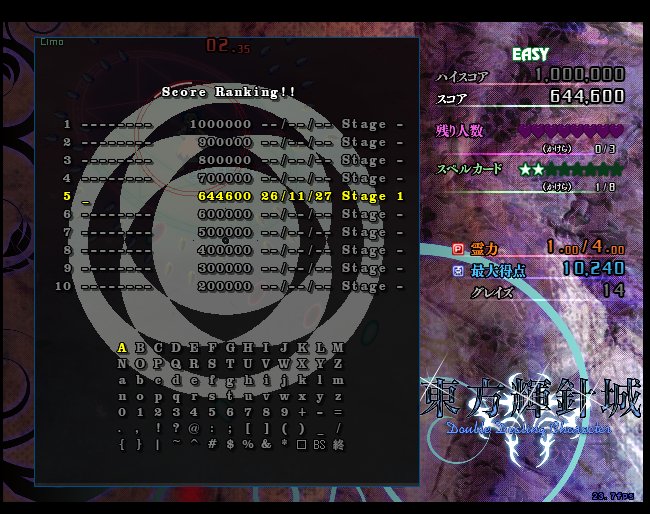 Cimo
02.35
Score Ranking!!
1 -------- 1000000 --/--/-- Stage -
2 -------- 900000 --/--/-- Stage -
3 -------- 800000 --/--/-- Stage -
4 -------- 700000 --/--/-- Stage -
5 _ 644600 26/11/27 Stage 1
6 -------- 600000 --/--/-- Stage -
7 -------- 500000 --/--/-- Stage -
8 -------- 400000 --/--/-- Stage -
9 -------- 300000 --/--/-- Stage -
10 -------- 200000 --/--/-- Stage -
A B C D E F G H I J K L M
N O P Q R S T U V W X Y Z
a b c d e f g h i j k l m
n o p q r s t u v w x y z
0 1 2 3 4 5 6 7 8 9 + - =
. , ! ? @ : ; [ ] ( ) _ /
{ } | ~ ^ # $ % & * □ BS 終
EASY
ハイスコア 1,000,000
スコア 644,600
残り人数
(かけら) 0/3
スペルカード ★★
(かけら) 1/8
P 霊力 1.00/4.00
点 最大得点 10,240
グレイズ 14
東方輝針城
Double Dealing Character
23.7fps